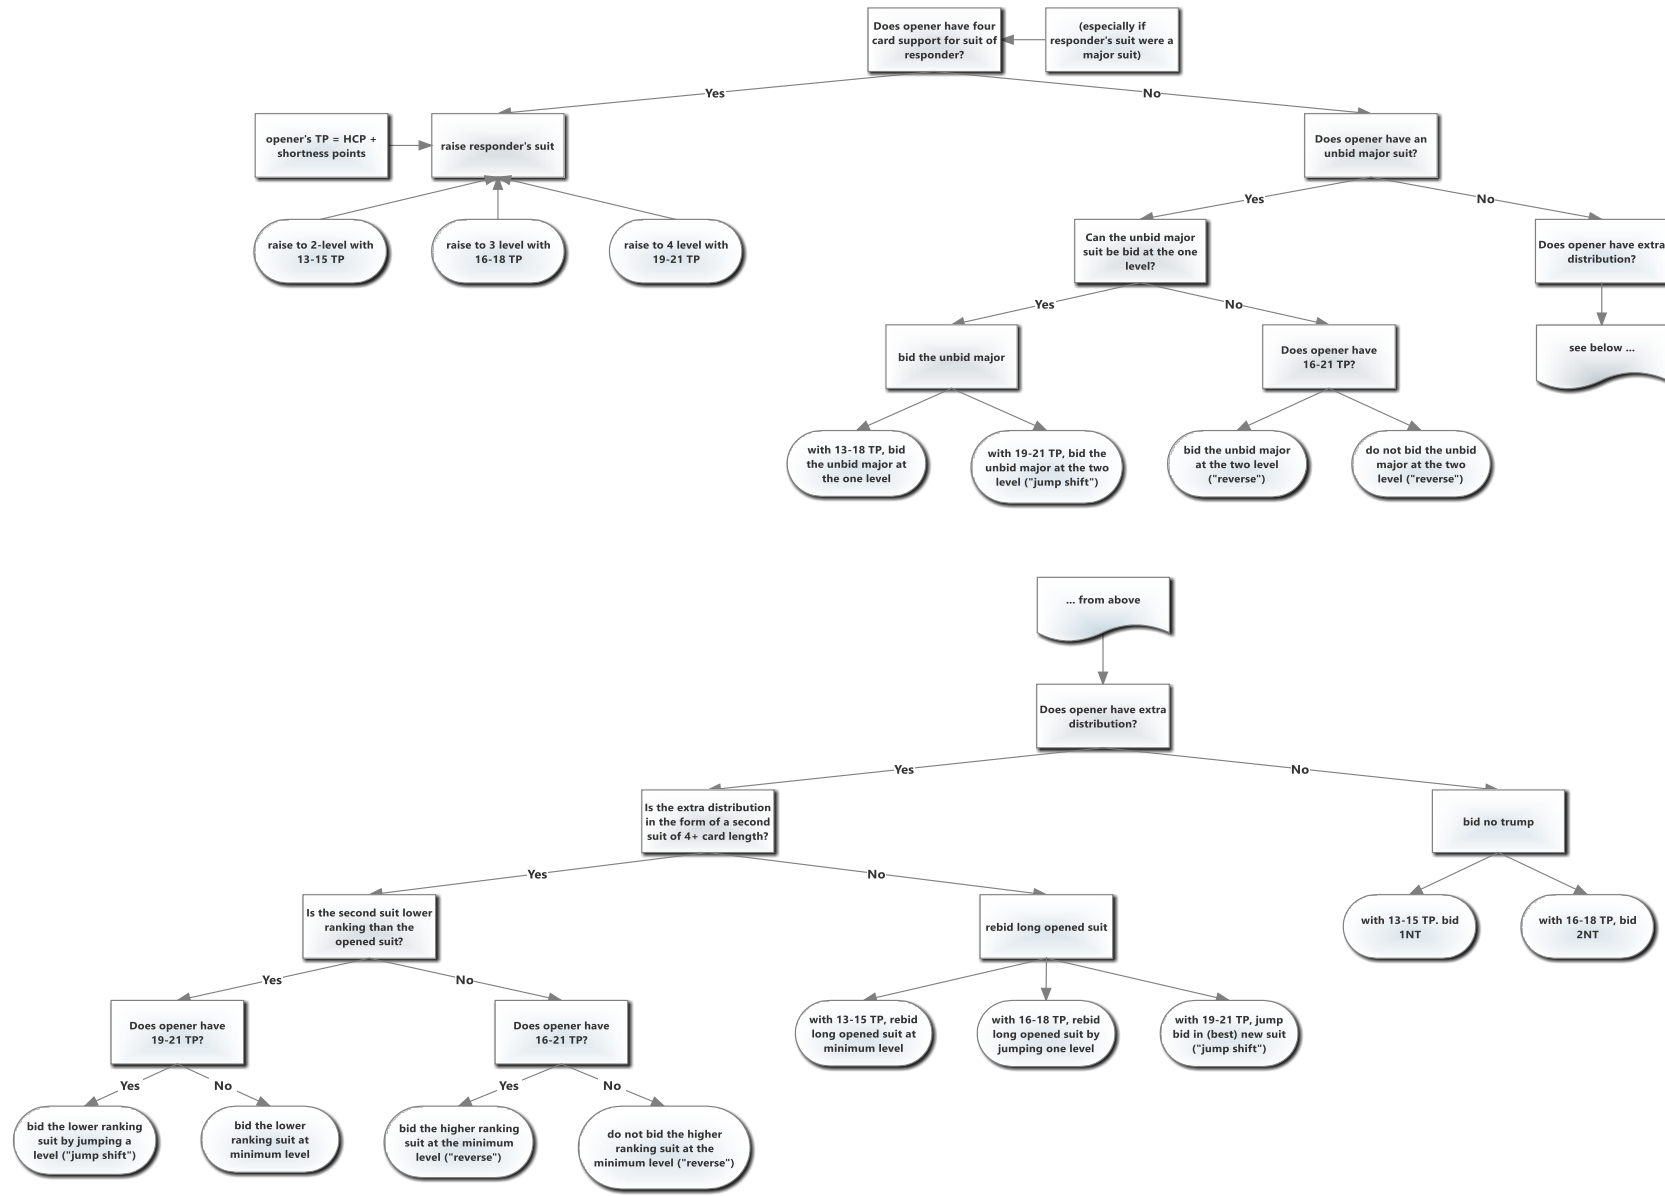 Does opener have four
card support for suit of
responder?
(especially if
responder's suit were a
major suit)
Yes
No
opener's TP = HCP +
shortness points
raise responder's suit
Does opener have an
unbid major suit?
raise to 2-level with
13-15 TP
raise to 3 level with
16-18 TP
raise to 4 level with
19-21 TP
Yes
No
Can the unbid major
suit be bid at the one
level?
Does opener have extra
distribution?
Yes
No
bid the unbid major
Does opener have
16-21 TP?
see below ...
with 13-18 TP, bid
the unbid major at
the one level
with 19-21 TP, bid the
unbid major at the two
level ("jump shift")
bid the unbid major
at the two level
("reverse")
do not bid the unbid
major at the two
level ("reverse")
... from above
Does opener have extra
distribution?
Yes
No
Is the extra distribution
in the form of a second
suit of 4+ card length?
bid no trump
Yes
No
Is the second suit lower
ranking than the
opened suit?
rebid long opened suit
with 13-15 TP. bid
1NT
with 16-18 TP, bid
2NT
Yes
No
Does opener have
19-21 TP?
Does opener have
16-21 TP?
with 13-15 TP, rebid
long opened suit at
minimum level
with 16-18 TP, rebid
long opened suit by
jumping one level
with 19-21 TP, jump
bid in (best) new suit
("jump shift")
Yes
No
Yes
No
bid the lower ranking
suit by jumping a
level ("jump shift")
bid the lower
ranking suit at
minimum level
bid the higher ranking
suit at the minimum
level ("reverse")
do not bid the higher
ranking suit at the
minimum level ("reverse")